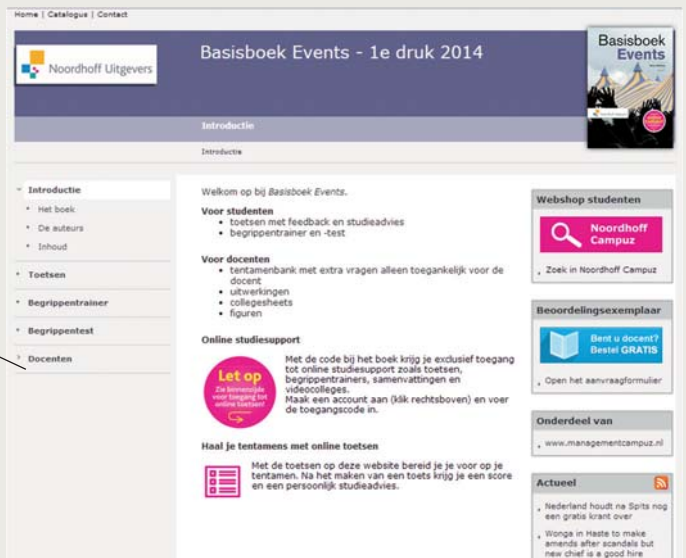 Home | Catalogus | Contact
Noordhoff Uitgevers
Basisboek Events - 1e druk 2014
Basisboek
Events
Introductie
Introductie
Introductie
Het boek
De auteurs
Inhoud
Toetsen
Begrippentrainer
Begrippentest
Docenten
Welkom op bij Basisboek Events.
Voor studenten
toetsen met feedback en studieadvies
begrippentrainer en -test
Voor docenten
tentamenbank met extra vragen alleen toegankelijk voor de
docent
uitwerkingen
collegesheets
figuren
Online studiesupport
Let op
Zie binnenzijde
voor toegang tot
online toetsen!
Met de code bij het boek krijg je exclusief toegang
tot online studiesupport zoals toetsen,
begrippentrainers, samenvattingen en
videocolleges.
Maak een account aan (klik rechtsboven) en voer
de toegangscode in.
Haal je tentamens met online toetsen
Met de toetsen op deze website bereid je je voor op je
tentamen. Na het maken van een toets krijg je een score
en een persoonlijk studieadvies.
Webshop studenten
Noordhoff
Campuz
Zoek in Noordhoff Campuz
Beoordelingsexemplaar
Bent u docent?
Bestel GRATIS
Open het aanvraagformulier
Onderdeel van
www.managementcampuz.nl
Actueel
Nederland houdt na Spits nog
een gratis krant over
Wonga in Haste to make
amends after scandals but
new chief is a good hire